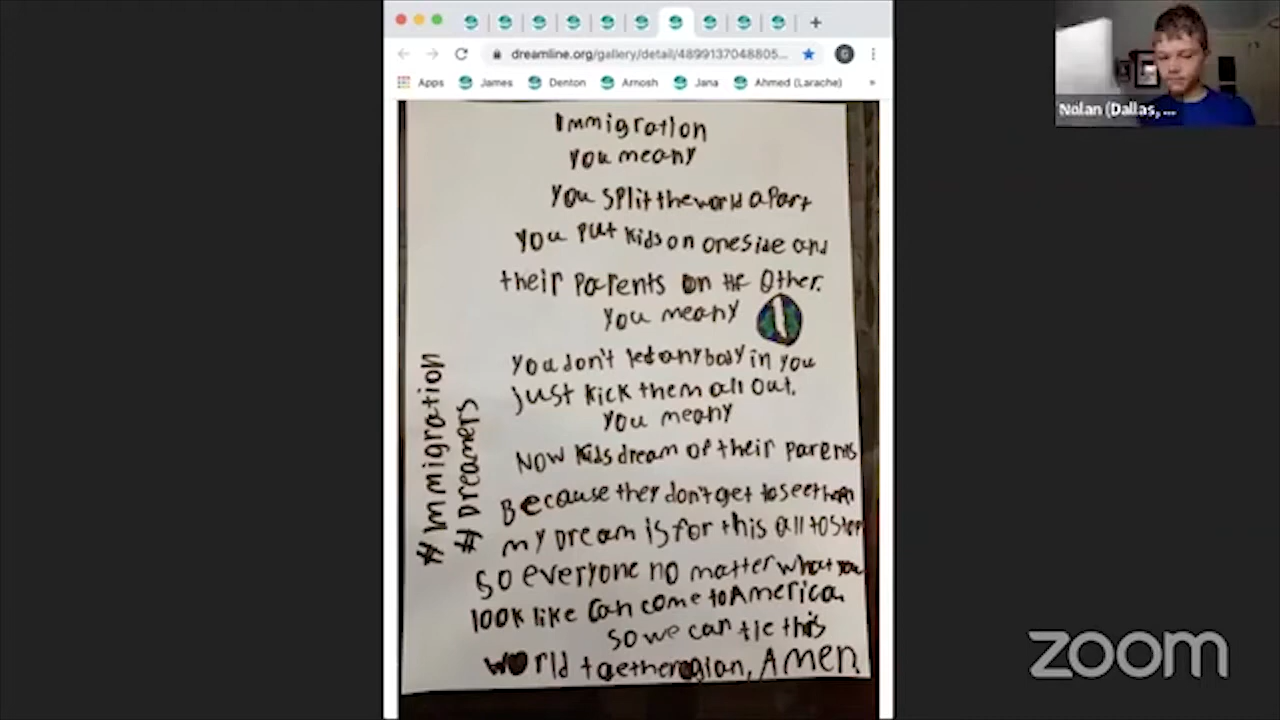 dreamline.org/gallery/detail/4899137048805...
Apps James Denton Arnosh Jana Ahmed (Larache) »
Nolan (Dallas, ...
Immigration
You meany
You split the world apart
You put kids on one side and
their parents on the Other.
You meany
You don't let anybody in you
just kick them all out.
You meany
Now kids dream of their parents
Because they don't get to see them
my Dream is for this all to stop
so everyone no matter what you
look like can come to America
so we can tie this
world together agian, Amen.
#Immigration
#Dreamers
zoom